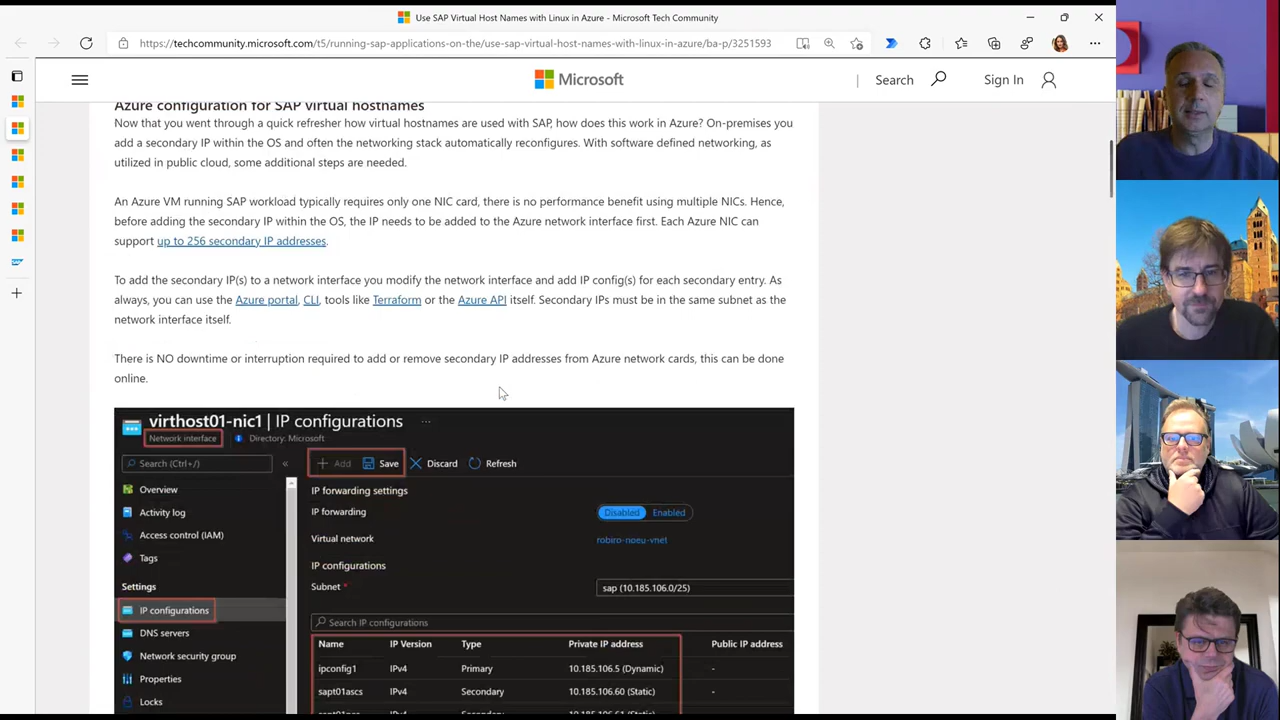 Use SAP Virtual Host Names with Linux in Azure - Microsoft Tech Community
https://techcommunity.microsoft.com/t5/running-sap-applications-on-the/use-sap-virtual-host-names-with-linux-in-azure/ba-p/3251593
Microsoft
Search
Sign In
Azure configuration for SAP virtual hostnames
Now that you went through a quick refresher how virtual hostnames are used with SAP, how does this work in Azure? On-premises you
add a secondary IP within the OS and often the networking stack automatically reconfigures. With software defined networking, as
utilized in public cloud, some additional steps are needed.
An Azure VM running SAP workload typically requires only one NIC card, there is no performance benefit using multiple NICs. Hence,
before adding the secondary IP within the OS, the IP needs to be added to the Azure network interface first. Each Azure NIC can
support up to 256 secondary IP addresses.
To add the secondary IP(s) to a network interface you modify the network interface and add IP config(s) for each secondary entry. As
always, you can use the Azure portal, CLI, tools like Terraform or the Azure API itself. Secondary IPs must be in the same subnet as the
network interface itself.
There is NO downtime or interruption required to add or remove secondary IP addresses from Azure network cards, this can be done
online.
virthost01-nic1 | IP configurations ...
Network interface
Directory: Microsoft
Search (Ctrl+/)
«
+ Add
Save
Discard
Refresh
Overview
Activity log
Access control (IAM)
Tags
Settings
IP configurations
DNS servers
Network security group
Properties
Locks
IP forwarding settings
IP forwarding
Disabled
Enabled
Virtual network
robiro-noeu-vnet
IP configurations
Subnet *
sap (10.185.106.0/25)
Search IP configurations
Name IP Version Type Private IP address Public IP address
ipconfig1 IPv4 Primary 10.185.106.5 (Dynamic) -
sapt01ascs IPv4 Secondary 10.185.106.60 (Static) -